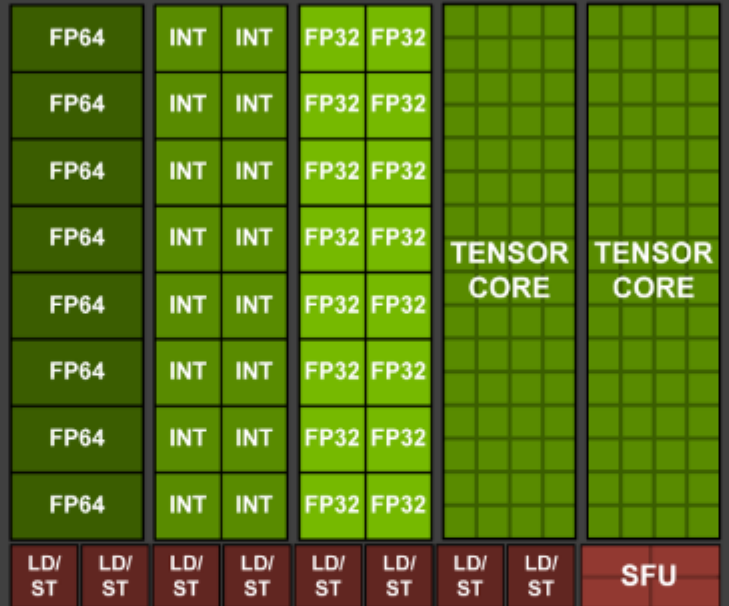 FP64 INT INT FP32 FP32
FP64 INT INT FP32 FP32
FP64 INT INT FP32 FP32
FP64 INT INT FP32 FP32
TENSOR CORE
TENSOR CORE
FP64 INT INT FP32 FP32
FP64 INT INT FP32 FP32
FP64 INT INT FP32 FP32
FP64 INT INT FP32 FP32
LD/ LD/ LD/ LD/ LD/ LD/ LD/ LD/
ST ST ST ST ST ST ST ST
SFU